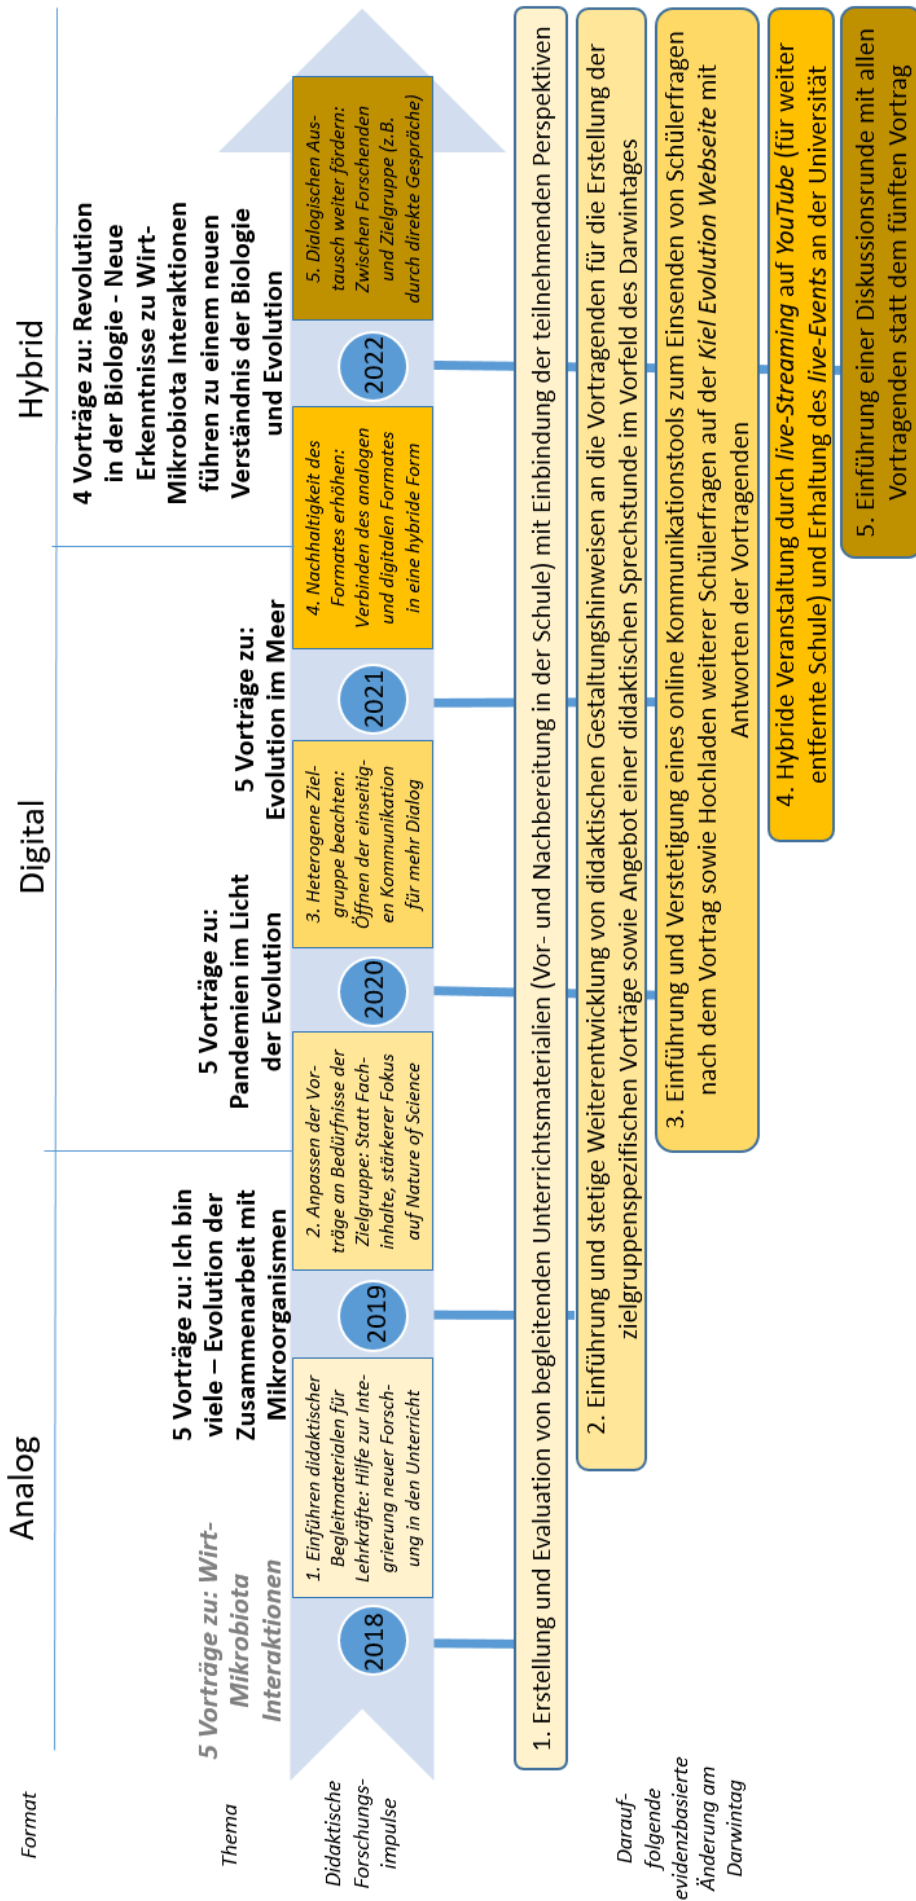 Format
Analog
Digital
Hybrid
Thema
5 Vorträge zu: Wirt-
Mikrobiota
Interaktionen
5 Vorträge zu: Ich bin
viele – Evolution der
Zusammenarbeit mit
Mikroorganismen
5 Vorträge zu:
Pandemien im Licht
der Evolution
5 Vorträge zu:
Evolution im Meer
4 Vorträge zu: Revolution
in der Biologie - Neue
Erkenntnisse zu Wirt-
Mikrobiota Interaktionen
führen zu einem neuen
Verständnis der Biologie
und Evolution
Didaktische
Forschungs-
impulse
2018
1. Einführen didaktischer
Begleitmaterialen für
Lehrkräfte: Hilfe zur Inte-
grierung neuer Forsch-
ung in den Unterricht
2019
2. Anpassen der Vor-
träge an Bedürfnisse der
Zielgruppe: Statt Fach-
inhalte, stärkerer Fokus
auf Nature of Science
2020
3. Heterogene Ziel-
gruppe beachten:
Öffnen der einseitig-
en Kommunikation
für mehr Dialog
2021
4. Nachhaltigkeit des
Formates erhöhen:
Verbinden des analogen
und digitalen Formates
in eine hybride Form
2022
5. Dialogischen Aus-
tausch weiter fördern:
Zwischen Forschenden
und Zielgruppe (z.B.
durch direkte Gespräche)
Darauf-
folgende
evidenzbasierte
Änderung am
Darwintag
1. Erstellung und Evaluation von begleitenden Unterrichtsmaterialien (Vor- und Nachbereitung in der Schule) mit Einbindung der teilnehmenden Perspektiven
2. Einführung und stetige Weiterentwicklung von didaktischen Gestaltungshinweisen an die Vortragenden für die Erstellung der
zielgruppenspezifischen Vorträge sowie Angebot einer didaktischen Sprechstunde im Vorfeld des Darwintages
3. Einführung und Verstetigung eines online Kommunikationstools zum Einsenden von Schülerfragen
nach dem Vortrag sowie Hochladen weiterer Schülerfragen auf der Kiel Evolution Webseite mit
Antworten der Vortragenden
4. Hybride Veranstaltung durch live-Streaming auf YouTube (für weiter
entfernte Schule) und Erhaltung des live-Events an der Universität
5. Einführung einer Diskussionsrunde mit allen
Vortragenden statt dem fünften Vortrag